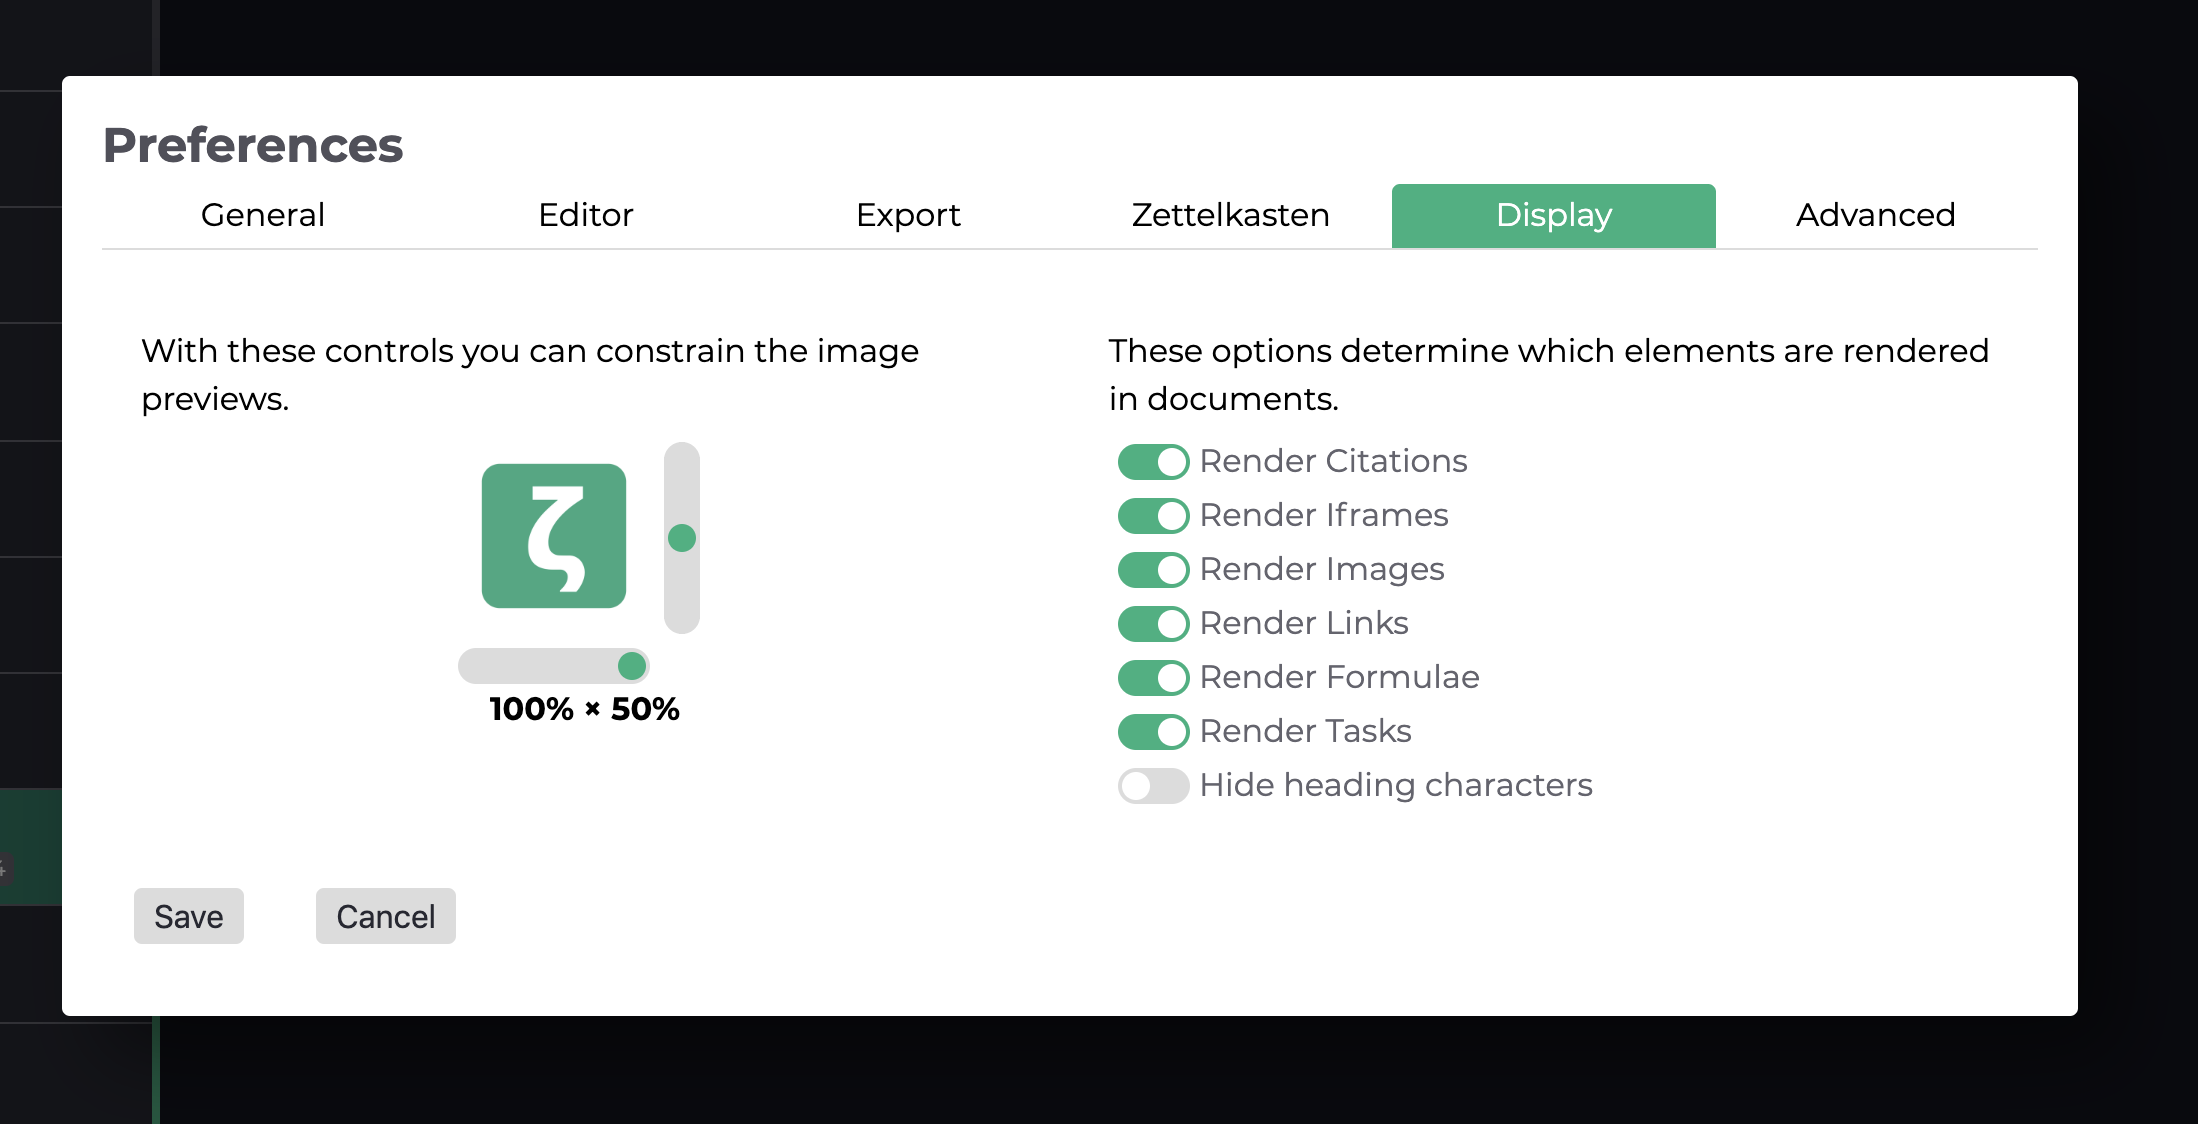 Preferences
General
Editor
Export
Zettelkasten
Display
Advanced
With these controls you can constrain the image
previews.
ζ
100% × 50%
These options determine which elements are rendered
in documents.
Render Citations
Render Iframes
Render Images
Render Links
Render Formulae
Render Tasks
Hide heading characters
Save
Cancel